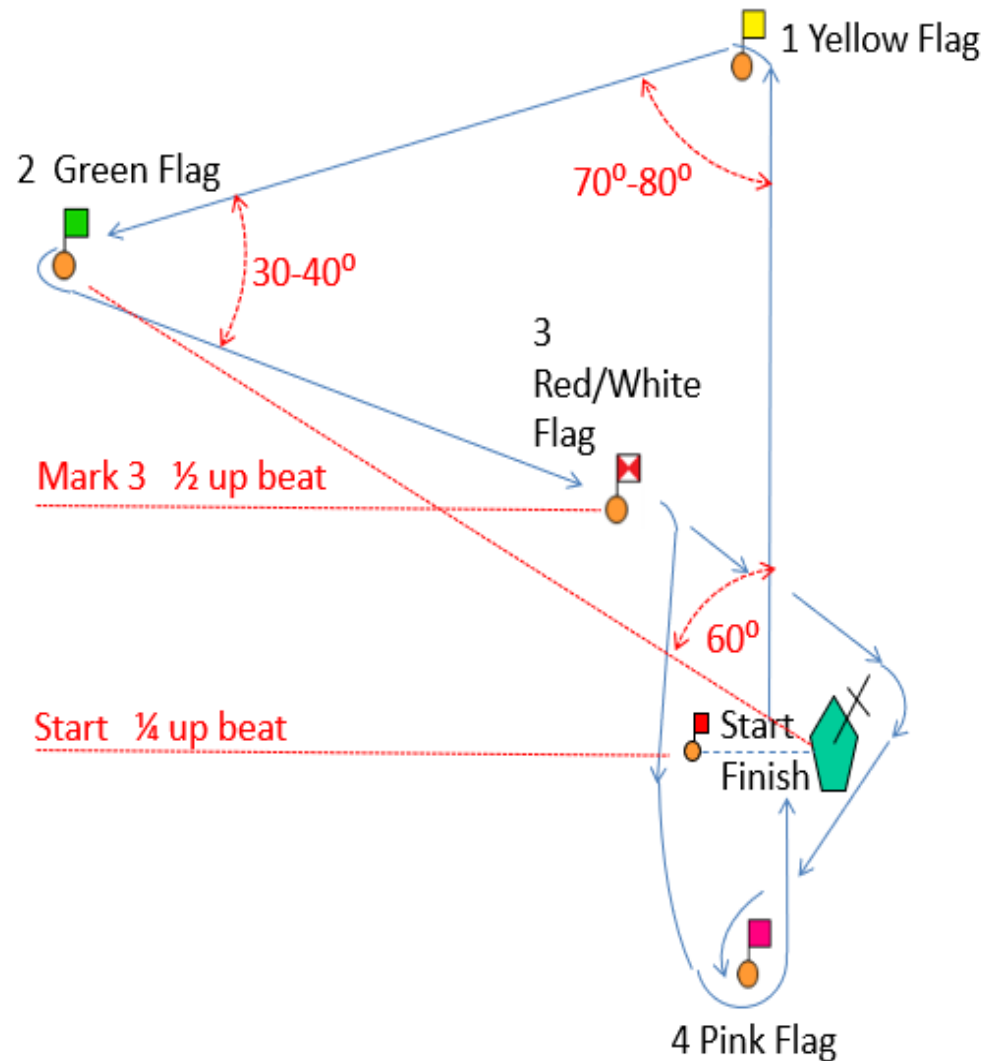 1 Yellow Flag
70⁰-80⁰
2 Green Flag
30-40⁰
3
Red/White
Flag
Mark 3 ½ up beat
60⁰
Start ¼ up beat
Start
Finish
4 Pink Flag